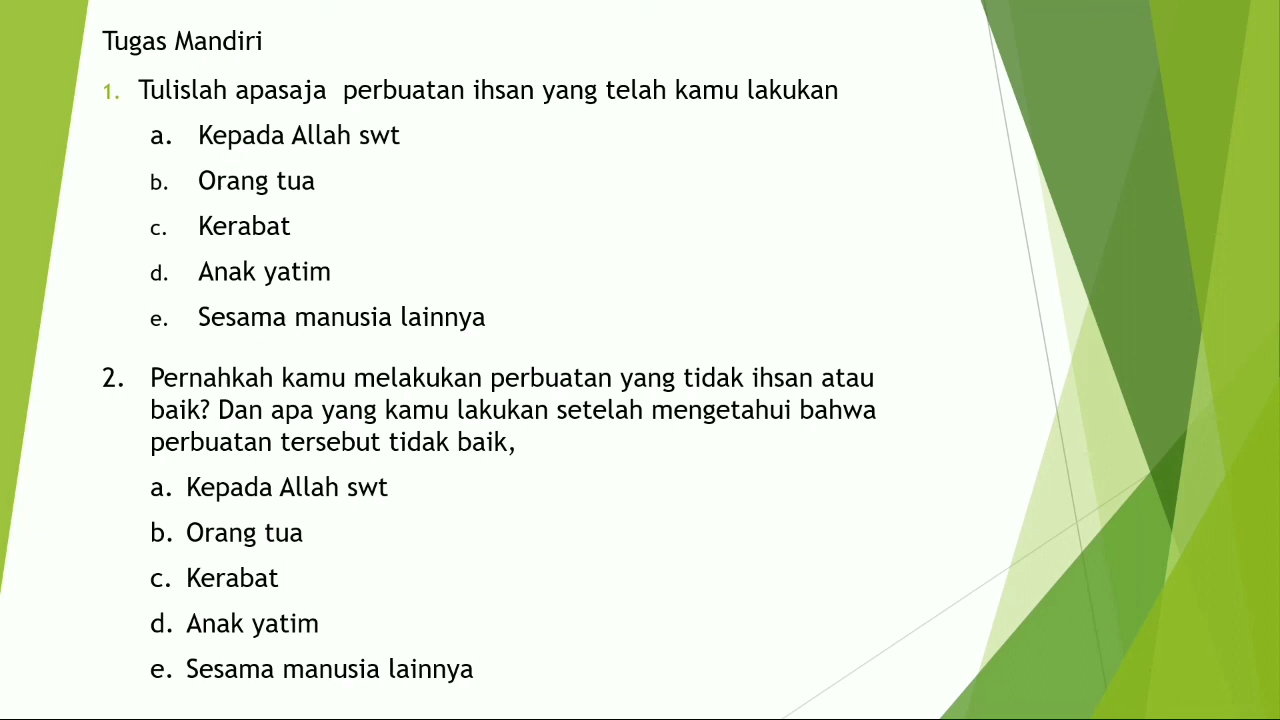 Tugas Mandiri
1. Tulislah apasaja  perbuatan ihsan yang telah kamu lakukan
a. Kepada Allah swt
b. Orang tua
c. Kerabat
d. Anak yatim
e. Sesama manusia lainnya
2. Pernahkah kamu melakukan perbuatan yang tidak ihsan atau
baik? Dan apa yang kamu lakukan setelah mengetahui bahwa
perbuatan tersebut tidak baik,
a. Kepada Allah swt
b. Orang tua
c. Kerabat
d. Anak yatim
e. Sesama manusia lainnya